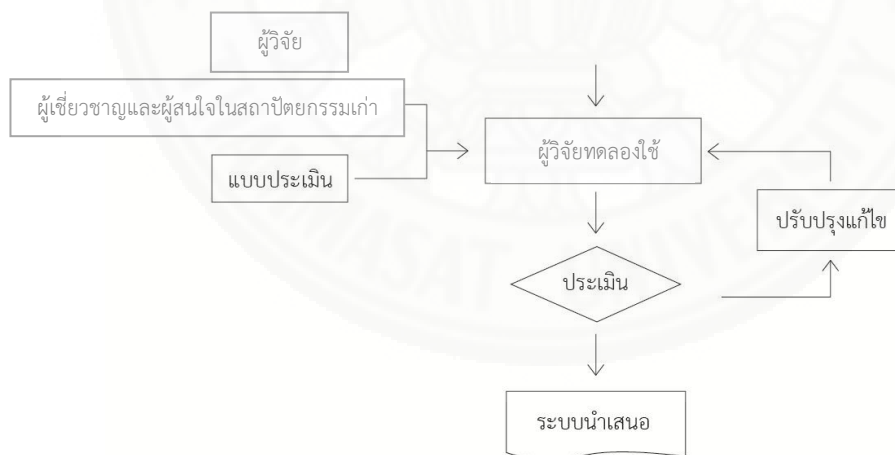 ผู้วิจัย
ผู้เชี่ยวชาญและผู้สนใจในสถาปัตยกรรมเก่า
ผู้วิจัยทดลองใช้
แบบประเมิน
ปรับปรุงแก้ไข
ประเมิน
ระบบนำเสนอ